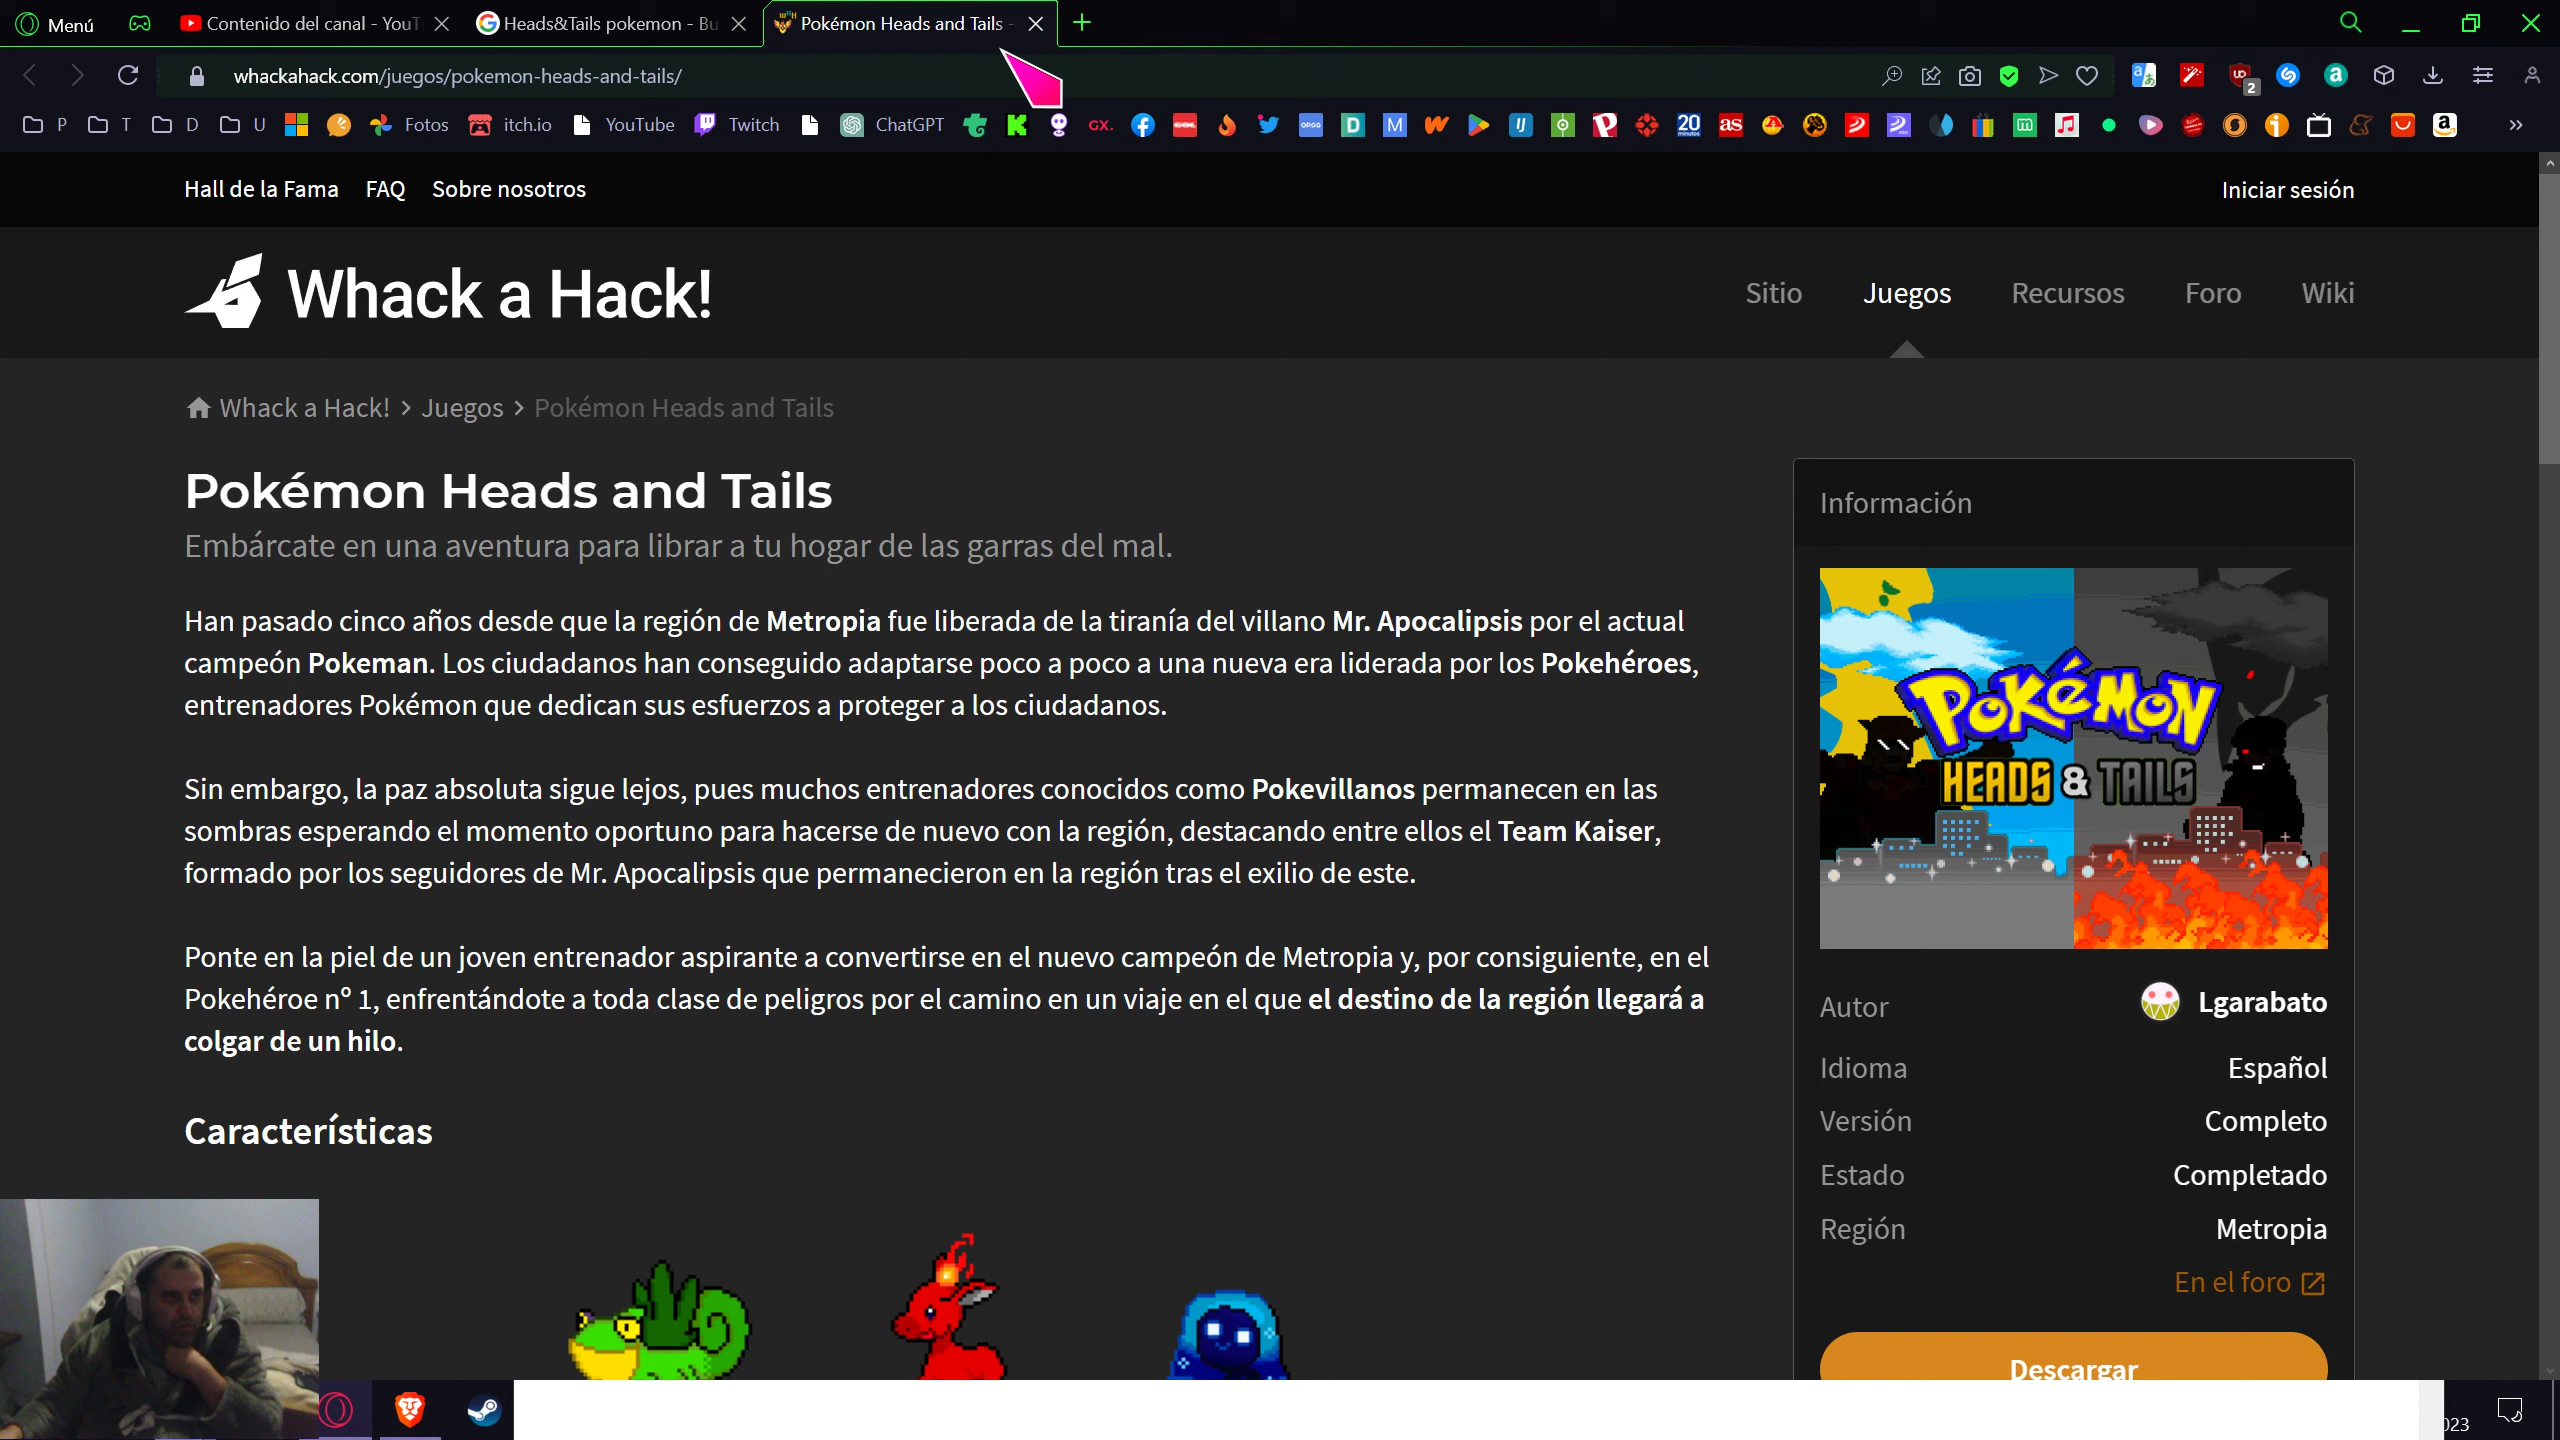 Menú
Contenido del canal - YouT
Heads&Tails pokemon - Bu
Pokémon Heads and Tails -
whackahack.com/juegos/pokemon-heads-and-tails/
P
T
D
U
Fotos
itch.io
YouTube
Twitch
ChatGPT
Hall de la Fama
FAQ
Sobre nosotros
Iniciar sesión
Whack a Hack!
Sitio
Juegos
Recursos
Foro
Wiki
Whack a Hack! > Juegos > Pokémon Heads and Tails
Pokémon Heads and Tails
Embárcate en una aventura para librar a tu hogar de las garras del mal.
Han pasado cinco años desde que la región de Metropia fue liberada de la tiranía del villano Mr. Apocalipsis por el actual
campeón Pokeman. Los ciudadanos han conseguido adaptarse poco a poco a una nueva era liderada por los Pokehéroes,
entrenadores Pokémon que dedican sus esfuerzos a proteger a los ciudadanos.
Sin embargo, la paz absoluta sigue lejos, pues muchos entrenadores conocidos como Pokevillanos permanecen en las
sombras esperando el momento oportuno para hacerse de nuevo con la región, destacando entre ellos el Team Kaiser,
formado por los seguidores de Mr. Apocalipsis que permanecieron en la región tras el exilio de este.
Ponte en la piel de un joven entrenador aspirante a convertirse en el nuevo campeón de Metropia y, por consiguiente, en el
Pokehéroe nº 1, enfrentándote a toda clase de peligros por el camino en un viaje en el que el destino de la región llegará a
colgar de un hilo.
Características
Información
POKéMON
HEADS & TAILS
Autor
Lgarabato
Idioma
Español
Versión
Completo
Estado
Completado
Región
Metropia
En el foro
Descargar
023